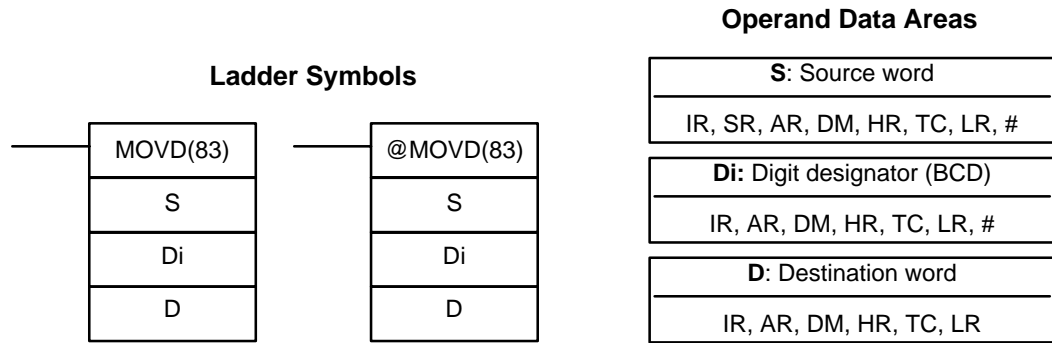 Ladder Symbols
MOVD(83)
S
Di
D
@MOVD(83)
S
Di
D
Operand Data Areas
S: Source word
IR, SR, AR, DM, HR, TC, LR, #
Di: Digit designator (BCD)
IR, AR, DM, HR, TC, LR, #
D: Destination word
IR, AR, DM, HR, TC, LR